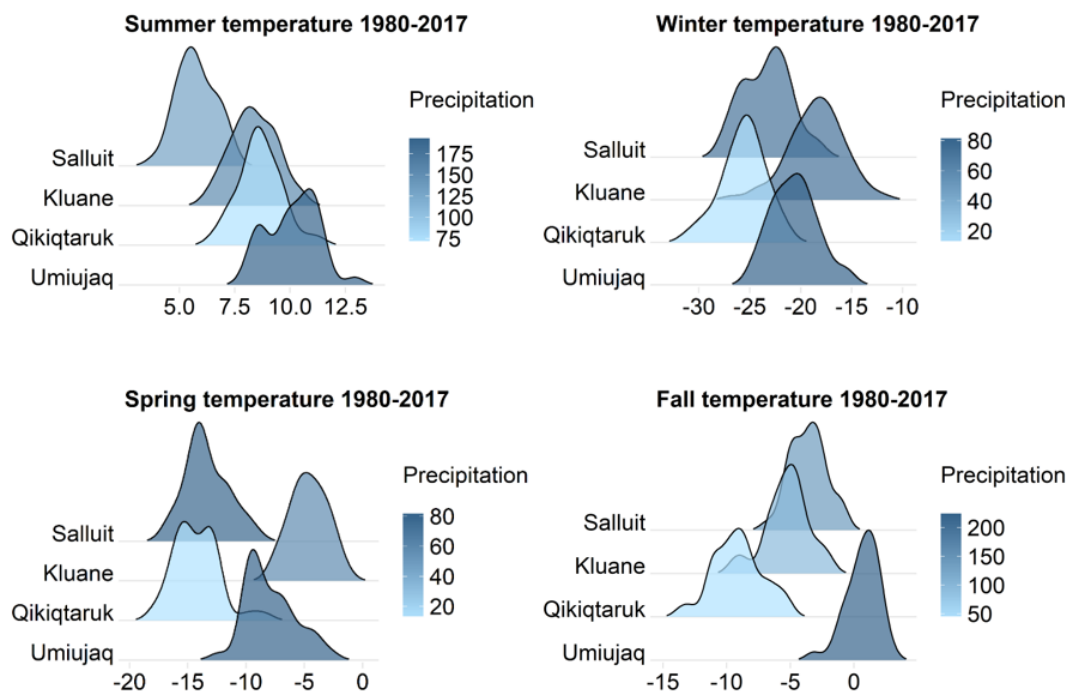 Summer temperature 1980-2017
Salluit
Kluane
Qikiqtaruk
Umiujaq
5.0 7.5 10.0 12.5
Precipitation
175
150
125
100
75
Winter temperature 1980-2017
Salluit
Kluane
Qikiqtaruk
Umiujaq
-30 -25 -20 -15 -10
Precipitation
80
60
40
20
Spring temperature 1980-2017
Salluit
Kluane
Qikiqtaruk
Umiujaq
-20 -15 -10 -5 0
Precipitation
80
60
40
20
Fall temperature 1980-2017
Salluit
Kluane
Qikiqtaruk
Umiujaq
-15 -10 -5 0
Precipitation
200
150
100
50